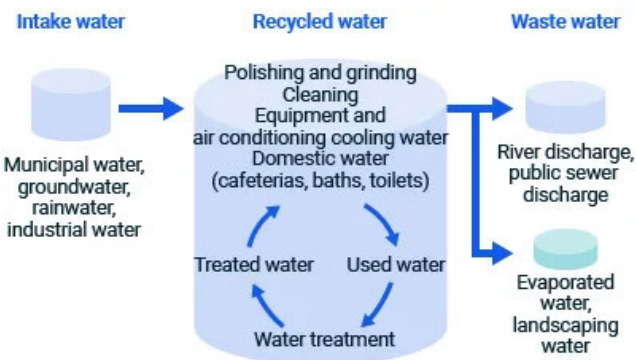 Intake water
Recycled water
Waste water
Municipal water,
groundwater,
rainwater,
industrial water
Polishing and grinding
Cleaning
Equipment and
air conditioning cooling water
Domestic water
(cafeterias, baths, toilets)
Treated water
Used water
Water treatment
River discharge,
public sewer
discharge
Evaporated
water,
landscaping
water